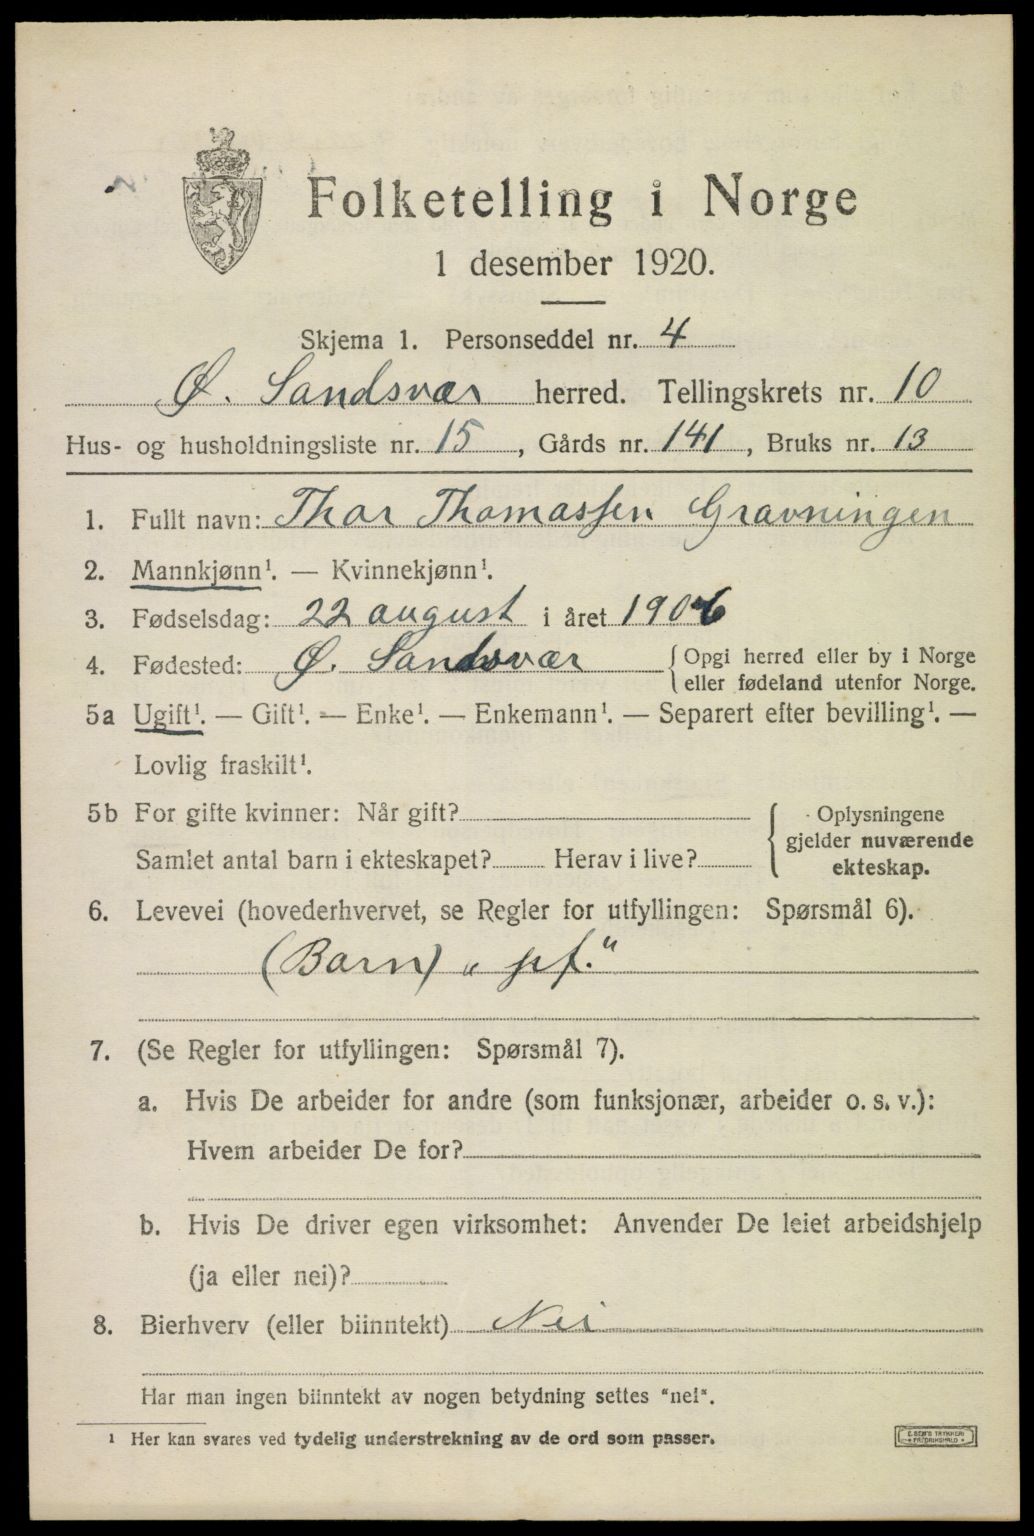 Folketelling i Norge
1 desember 1920.
Skjema 1. Personseddel nr. 4
Ø. Sandsvær herred. Tellingskrets nr. 10
Hus- og husholdningsliste nr. 15, Gårds nr. 141, Bruks nr. 13
1. Fullt navn: Thor Thomassen Gravningen
2. Mannkjønn¹. — Kvinnekjønn¹.
3. Fødselsdag: 22 august i året 1906
4. Fødested: Ø. Sandsvær { Opgi herred eller by i Norge
eller fødeland utenfor Norge.
5a Ugift¹. — Gift¹. — Enke¹. — Enkemann¹. — Separert efter bevilling¹. —
Lovlig fraskilt¹.
5b For gifte kvinner: Når gift?
Samlet antal barn i ekteskapet? Herav i live?
{ Oplysningene
gjelder nuværende
ekteskap.
6. Levevei (hovederhvervet, se Regler for utfyllingen: Spørsmål 6).
(Barn) „ pf.“
7. (Se Regler for utfyllingen: Spørsmål 7).
a. Hvis De arbeider for andre (som funksjonær, arbeider o. s. v.):
Hvem arbeider De for?
b. Hvis De driver egen virksomhet: Anvender De leiet arbeidshjelp
(ja eller nei)?
8. Bierhverv (eller biinntekt) Nei
Har man ingen biinntekt av nogen betydning settes "nei".
¹ Her kan svares ved tydelig understrekning av de ord som passer.